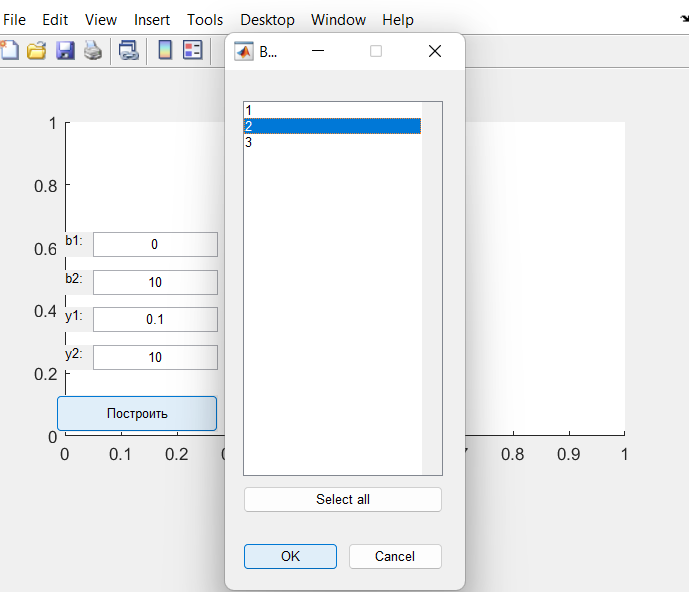 File Edit View Insert Tools Desktop Window Help
B...
1
2
3
1
0.8
0.6
0.4
0.2
0
b1: 0
b2: 10
y1: 0.1
y2: 10
Построить
0 0.1 0.2 0.8 0.9 1
Select all
OK Cancel